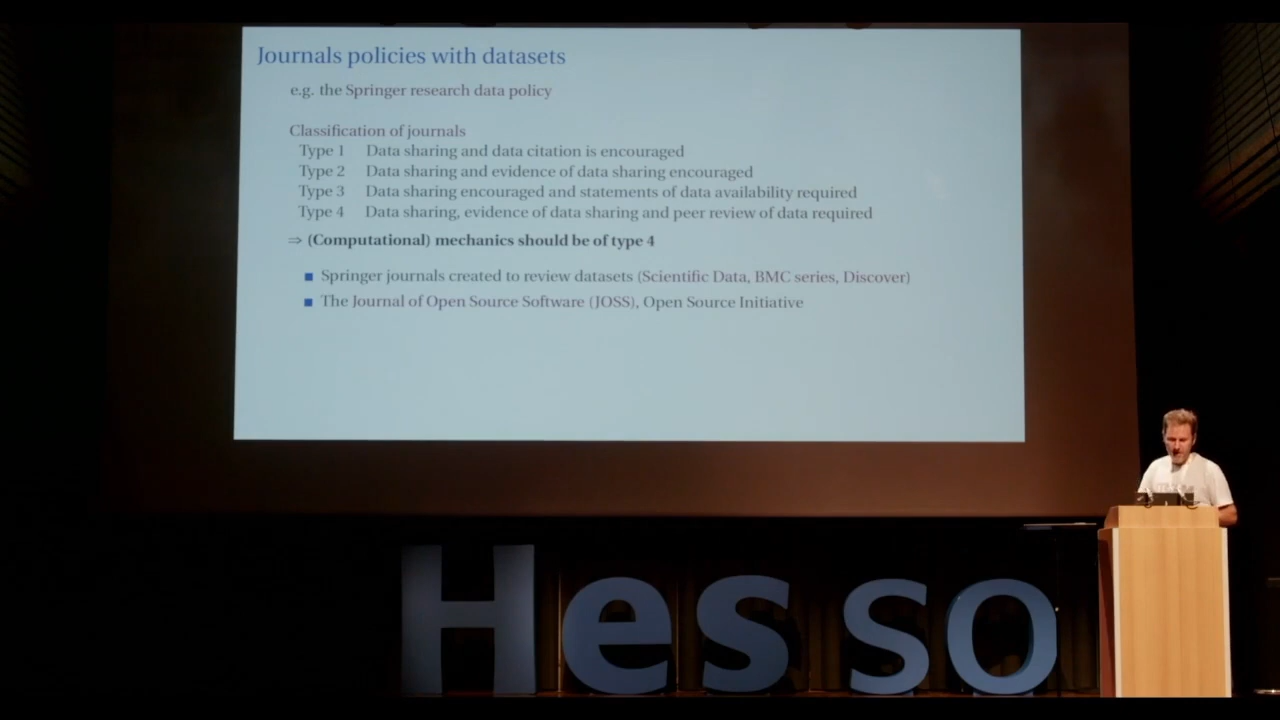 Journals policies with datasets
e.g. the Springer research data policy
Classification of journals
Type 1 Data sharing and data citation is encouraged
Type 2 Data sharing and evidence of data sharing encouraged
Type 3 Data sharing encouraged and statements of data availability required
Type 4 Data sharing, evidence of data sharing and peer review of data required
⇒ (Computational) mechanics should be of type 4
■ Springer journals created to review datasets (Scientific Data, BMC series, Discover)
■ The Journal of Open Source Software (JOSS), Open Source Initiative
Hes so